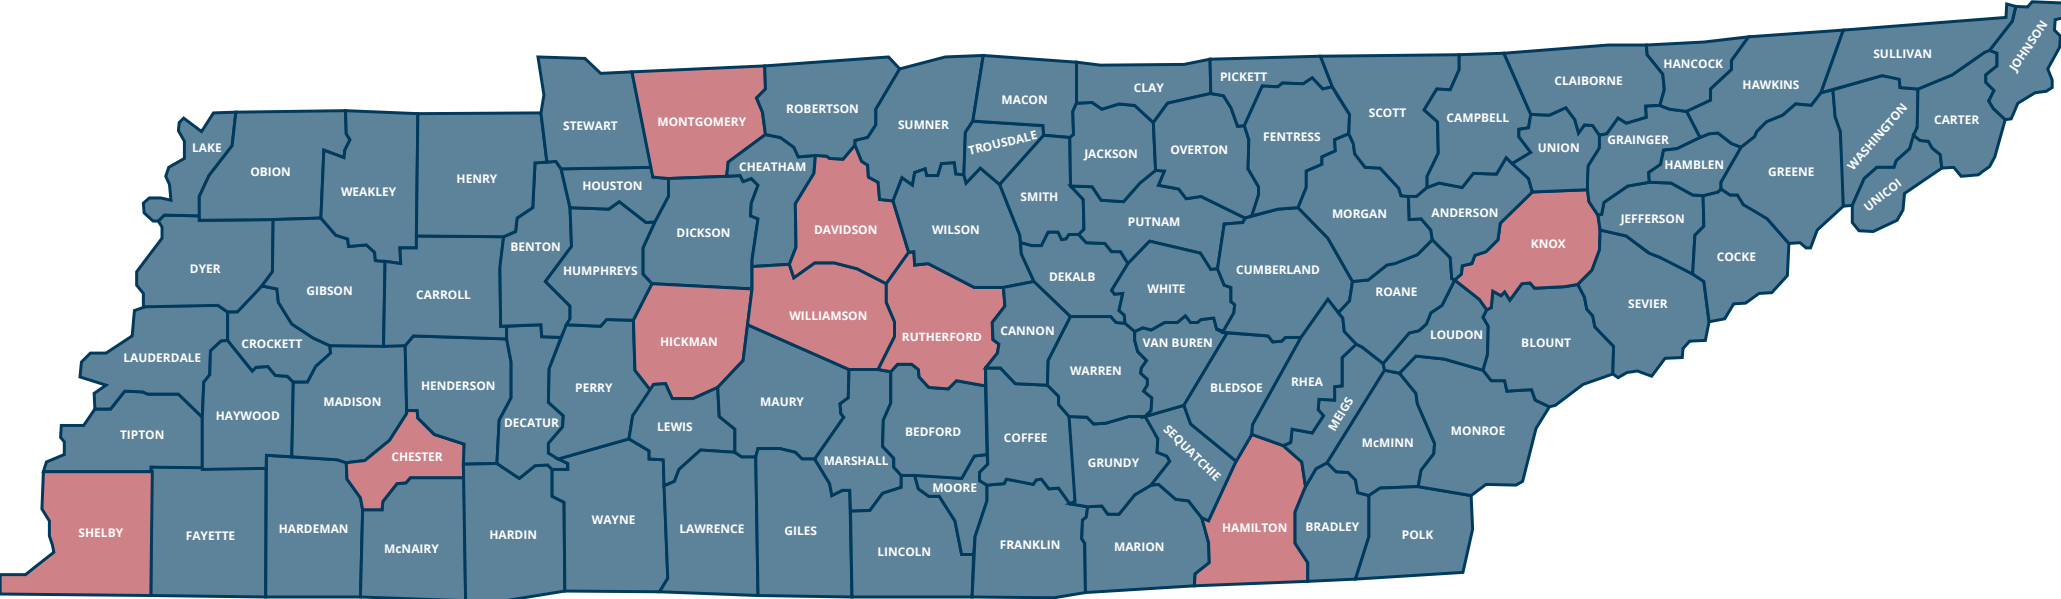 JOHNSON
SULLIVAN
HANCOCK
HAWKINS
CLAIBORNE
PICKETT
CLAY
MACON
ROBERTSON
MONTGOMERY
STEWART
SUMNER
SCOTT
CAMPBELL
CARTER
WASHINGTON
FENTRESS
TROUSDALE
JACKSON
OVERTON
UNION
GRAINGER
HAMBLEN
GREENE
UNICOI
LAKE
OBION
WEAKLEY
HENRY
HOUSTON
CHEATHAM
SMITH
PUTNAM
MORGAN
ANDERSON
JEFFERSON
COCKE
DICKSON
DAVIDSON
WILSON
KNOX
BENTON
HUMPHREYS
DYER
GIBSON
CARROLL
DEKALB
WHITE
CUMBERLAND
ROANE
SEVIER
WILLIAMSON
RUTHERFORD
HICKMAN
CANNON
VAN BUREN
LOUDON
BLOUNT
LAUDERDALE
CROCKETT
HENDERSON
PERRY
MAURY
WARREN
BLEDSOE
RHEA
MEIGS
HAYWOOD
MADISON
DECATUR
LEWIS
BEDFORD
COFFEE
TIPTON
CHESTER
MARSHALL
MOORE
GRUNDY
SEQUATCHIE
McMINN
MONROE
SHELBY
FAYETTE
HARDEMAN
McNAIRY
HARDIN
WAYNE
LAWRENCE
GILES
LINCOLN
FRANKLIN
MARION
HAMILTON
BRADLEY
POLK